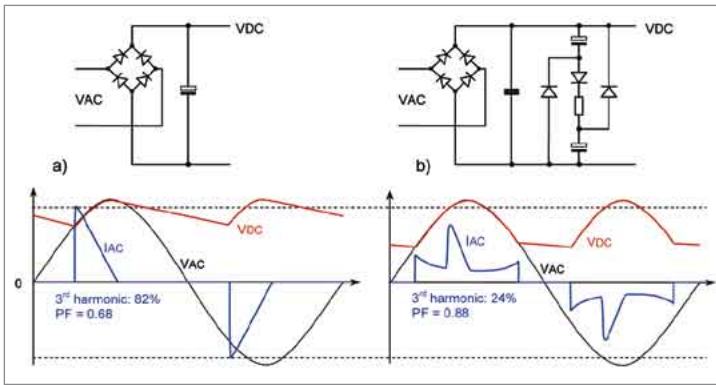 VDC
VAC
a)
VDC
VAC
b)
IAC
VDC
VAC
0
3rd harmonic: 82%
PF = 0.68
IAC
VDC
VAC
3rd harmonic: 24%
PF = 0.88